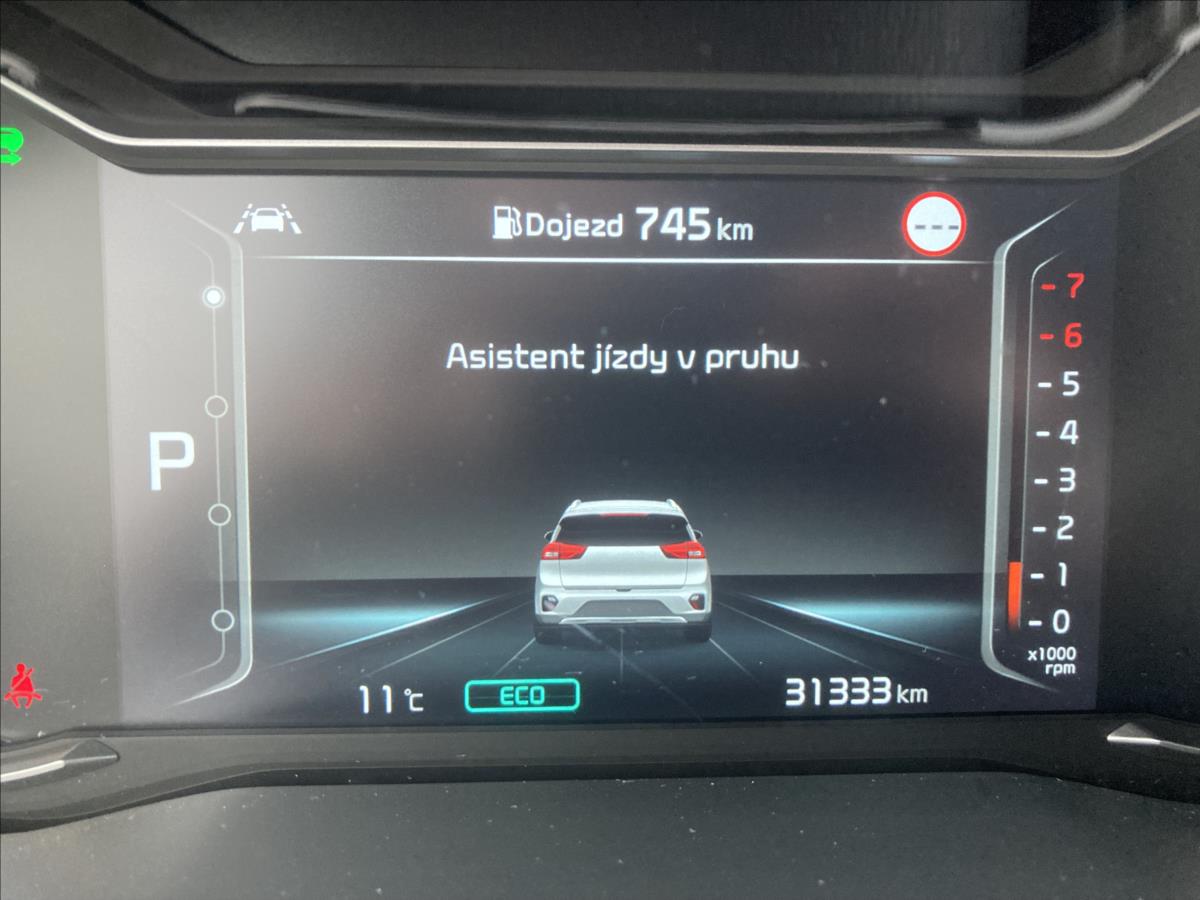 Dojezd 745 km
Asistent jízdy v pruhu
P
- 7
- 6
- 5
- 4
- 3
- 2
- 1
- 0
x1000
rpm
11 °C
ECO
31333 km